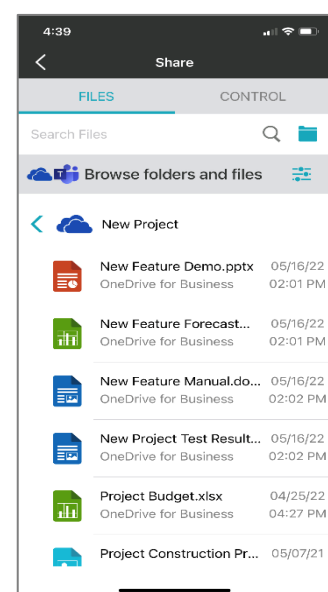 4:39
Share
FILES CONTROL
Search Files
Browse folders and files
New Project
New Feature Demo.pptx 05/16/22
OneDrive for Business 02:01 PM
New Feature Forecast... 05/16/22
OneDrive for Business 02:01 PM
New Feature Manual.do... 05/16/22
OneDrive for Business 02:02 PM
New Project Test Result... 05/16/22
OneDrive for Business 02:02 PM
Project Budget.xlsx 04/25/22
OneDrive for Business 04:27 PM
Project Construction Pr... 05/07/21